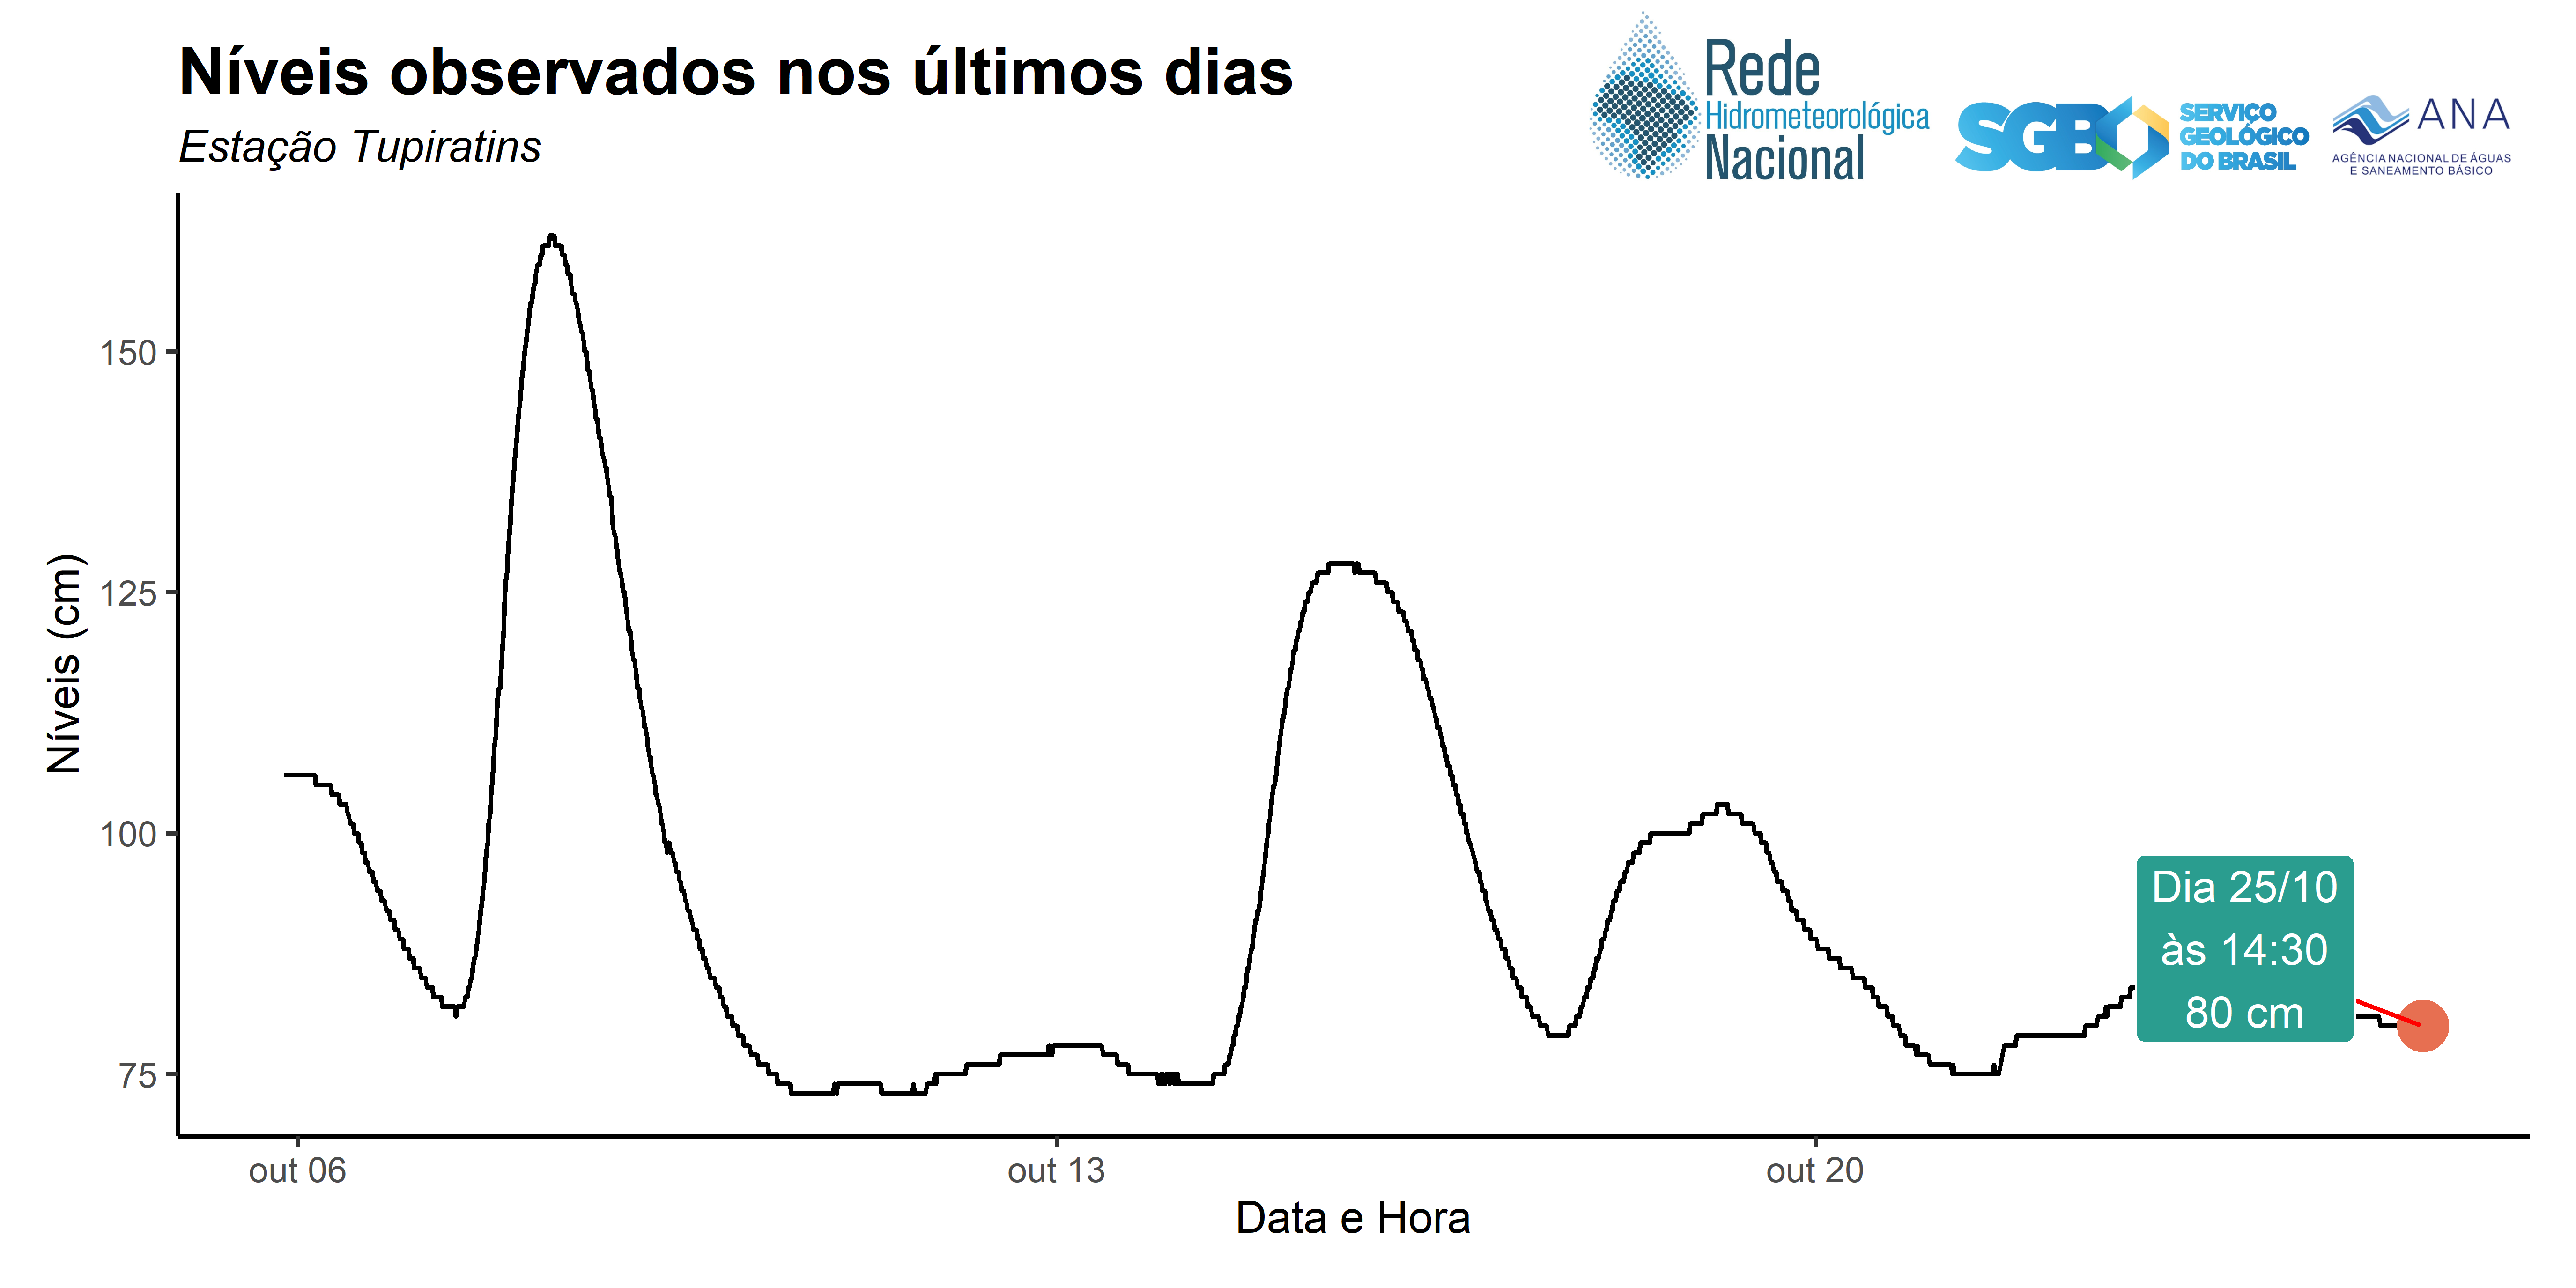 Níveis observados nos últimos dias
Estação Tupiratins
Rede
Hidrometeorológica
Nacional
SGB
SERVIÇO
GEOLÓGICO
DO BRASIL
ANA
AGÊNCIA NACIONAL DE ÁGUAS
E SANEAMENTO BÁSICO
Níveis (cm)
150
125
100
75
Dia 25/10
às 14:30
80 cm
out 06
out 13
out 20
Data e Hora